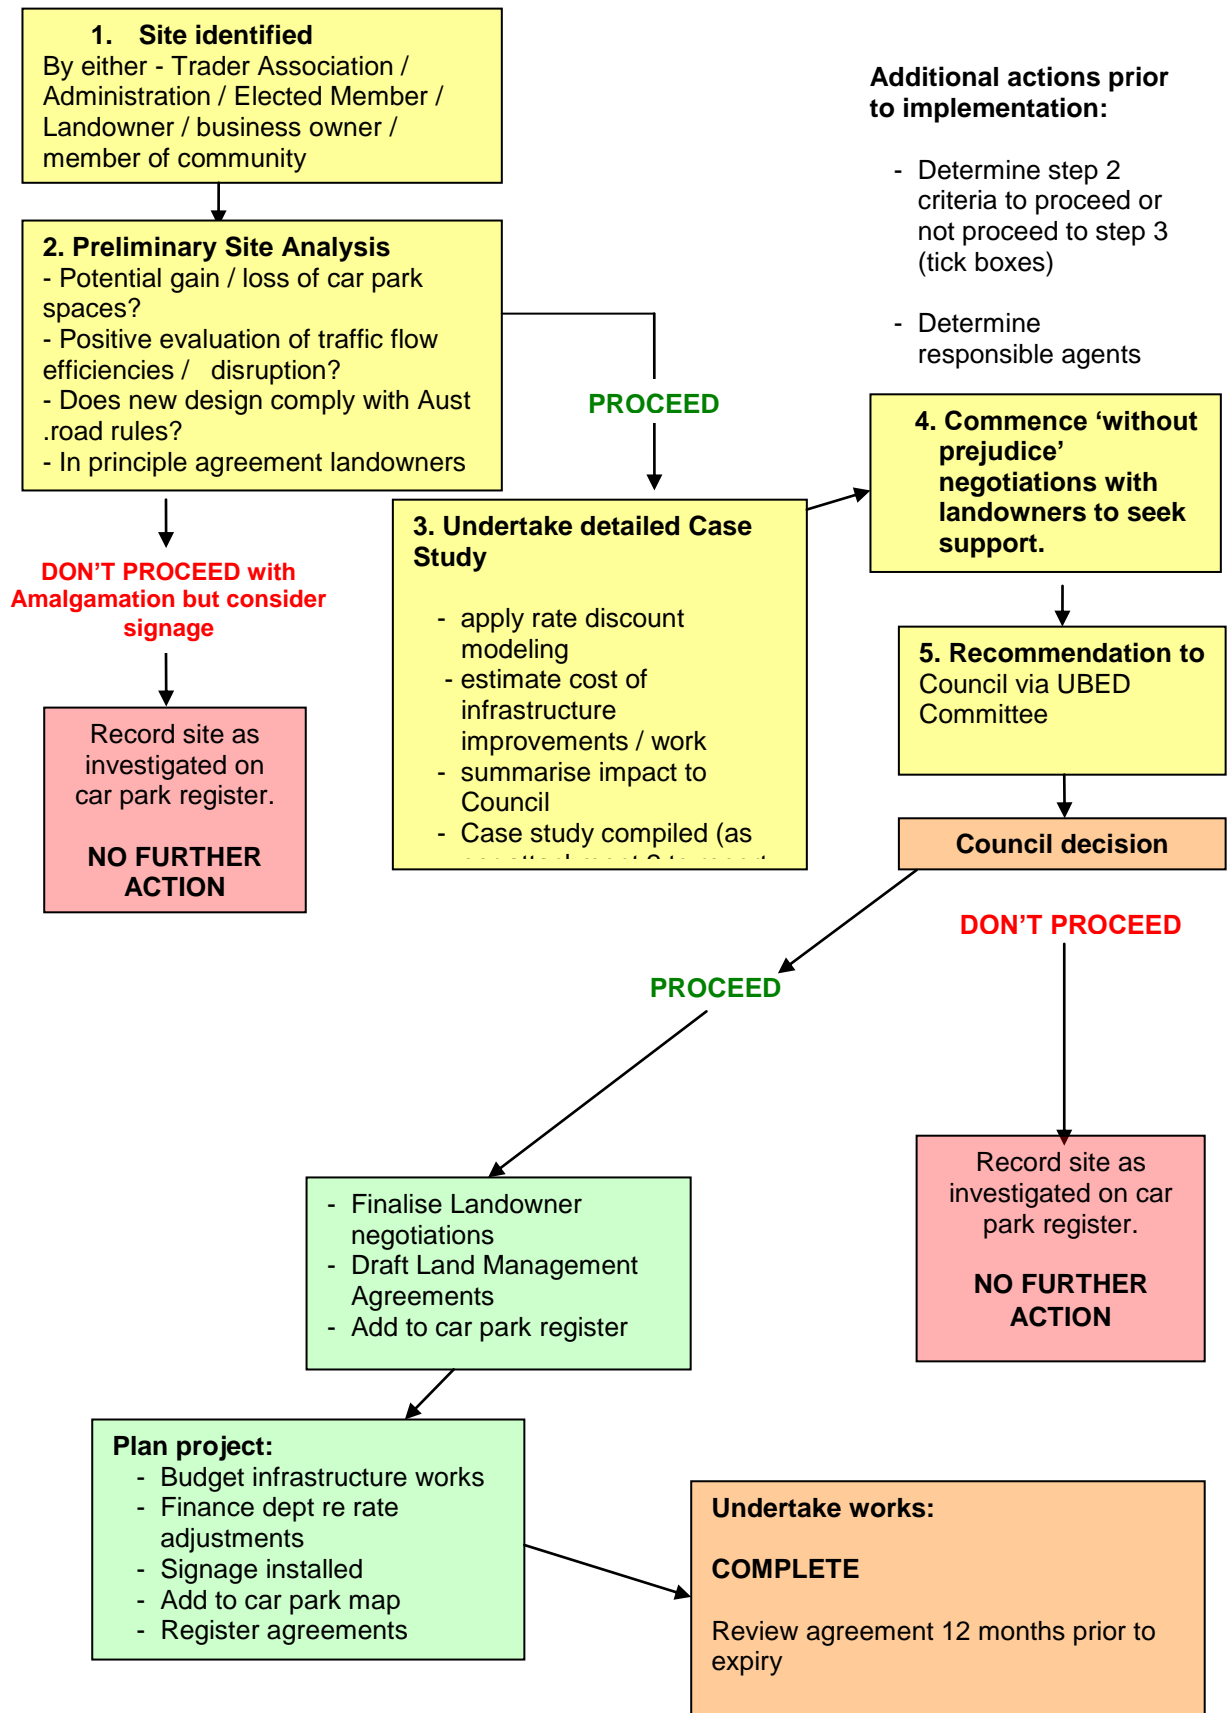 1. Site identified
By either - Trader Association /
Administration / Elected Member /
Landowner / business owner /
member of community
Additional actions prior
to implementation:
- Determine step 2
criteria to proceed or
not proceed to step 3
(tick boxes)
- Determine
responsible agents
2. Preliminary Site Analysis
- Potential gain / loss of car park
spaces?
- Positive evaluation of traffic flow
efficiencies / disruption?
- Does new design comply with Aust
.road rules?
- In principle agreement landowners
PROCEED
DON'T PROCEED with
Amalgamation but consider
signage
Record site as
investigated on
car park register.
NO FURTHER
ACTION
3. Undertake detailed Case
Study
- apply rate discount
modeling
- estimate cost of
infrastructure
improvements / work
- summarise impact to
Council
- Case study compiled (as
4. Commence ‘without
prejudice’
negotiations with
landowners to seek
support.
5. Recommendation to
Council via UBED
Committee
Council decision
DON'T PROCEED
PROCEED
Record site as
investigated on car
park register.
NO FURTHER
ACTION
- Finalise Landowner
negotiations
- Draft Land Management
Agreements
- Add to car park register
Plan project:
- Budget infrastructure works
- Finance dept re rate
adjustments
- Signage installed
- Add to car park map
- Register agreements
Undertake works:
COMPLETE
Review agreement 12 months prior to
expiry